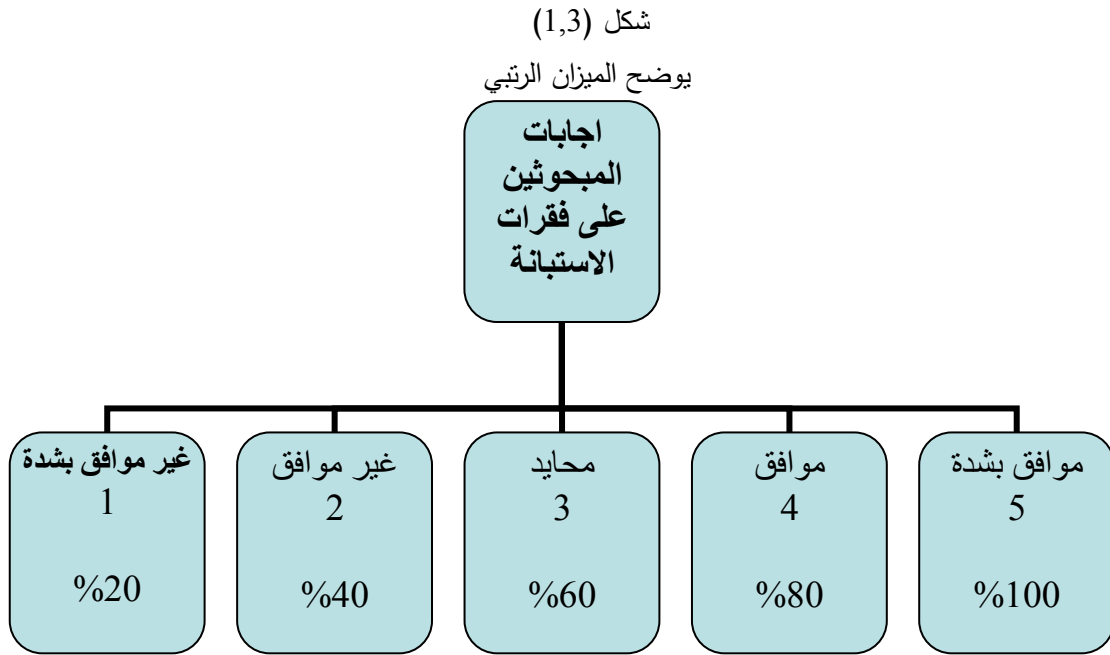 شكل (1,3)
يوضح الميزان الرتبي
اجابات
المبحوثين
على فقرات
الاستبانة
موافق بشدة
5
%100
موافق
4
%80
محايد
3
%60
غير موافق
2
%40
غير موافق بشدة
1
%20